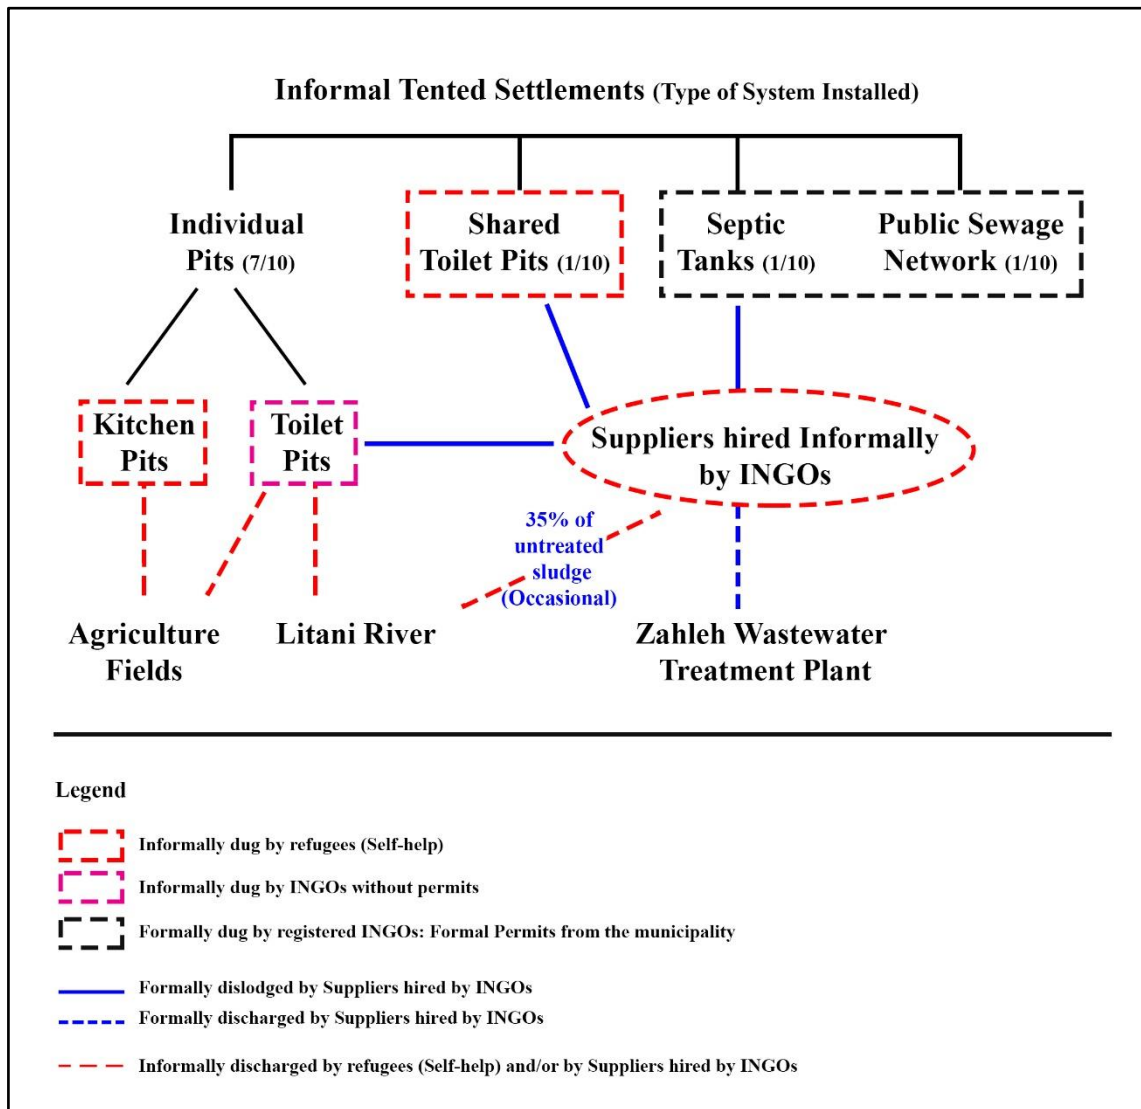 Informal Tented Settlements (Type of System Installed)
Individual
Pits (7/10)
Shared
Toilet Pits (1/10)
Septic
Tanks (1/10)
Public Sewage
Network (1/10)
Kitchen
Pits
Toilet
Pits
Suppliers hired Informally
by INGOs
35% of
untreated
sludge
(Occasional)
Agriculture
Fields
Litani River
Zahleh Wastewater
Treatment Plant
Legend
Informally dug by refugees (Self-help)
Informally dug by INGOs without permits
Formally dug by registered INGOs: Formal Permits from the municipality
Formally dislodged by Suppliers hired by INGOs
Formally discharged by Suppliers hired by INGOs
Informally discharged by refugees (Self-help) and/or by Suppliers hired by INGOs